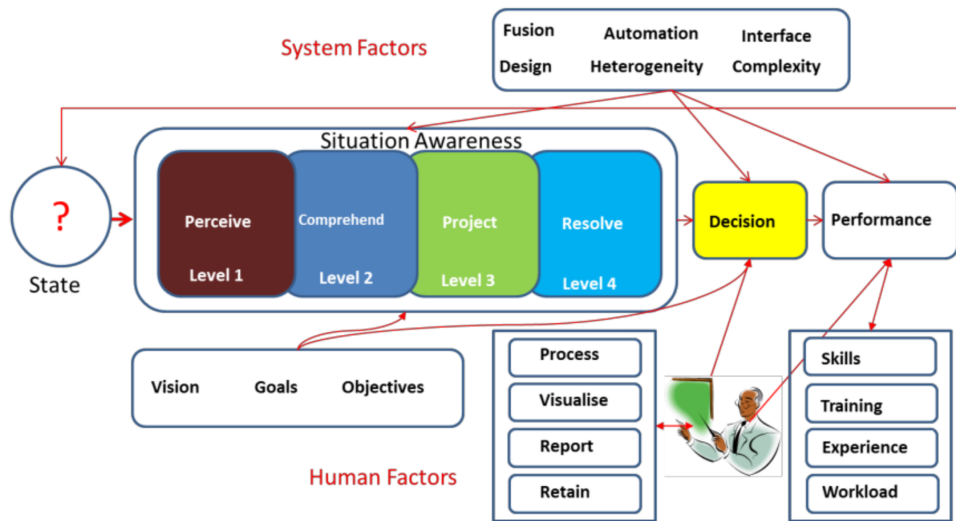 System Factors
Fusion Automation Interface
Design Heterogeneity Complexity
Situation Awareness
?
State
Perceive
Level 1
Comprehend
Level 2
Project
Level 3
Resolve
Level 4
Decision
Performance
Vision Goals Objectives
Human Factors
Process
Visualise
Report
Retain
Skills
Training
Experience
Workload